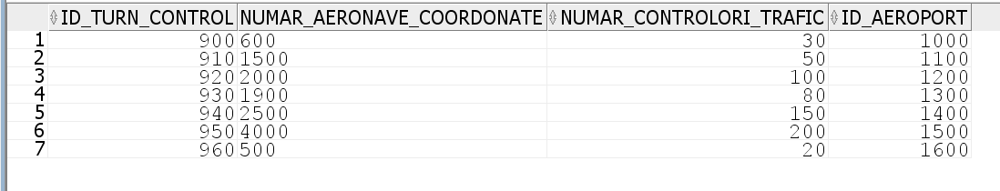 ID_TURN_CONTROL NUMAR_AERONAVE_COORDONATE NUMAR_CONTROLORI_TRAFIC ID_AEROPORT
1 900 600 30 1000
2 910 1500 50 1100
3 920 2000 100 1200
4 930 1900 80 1300
5 940 2500 150 1400
6 950 4000 200 1500
7 960 500 20 1600